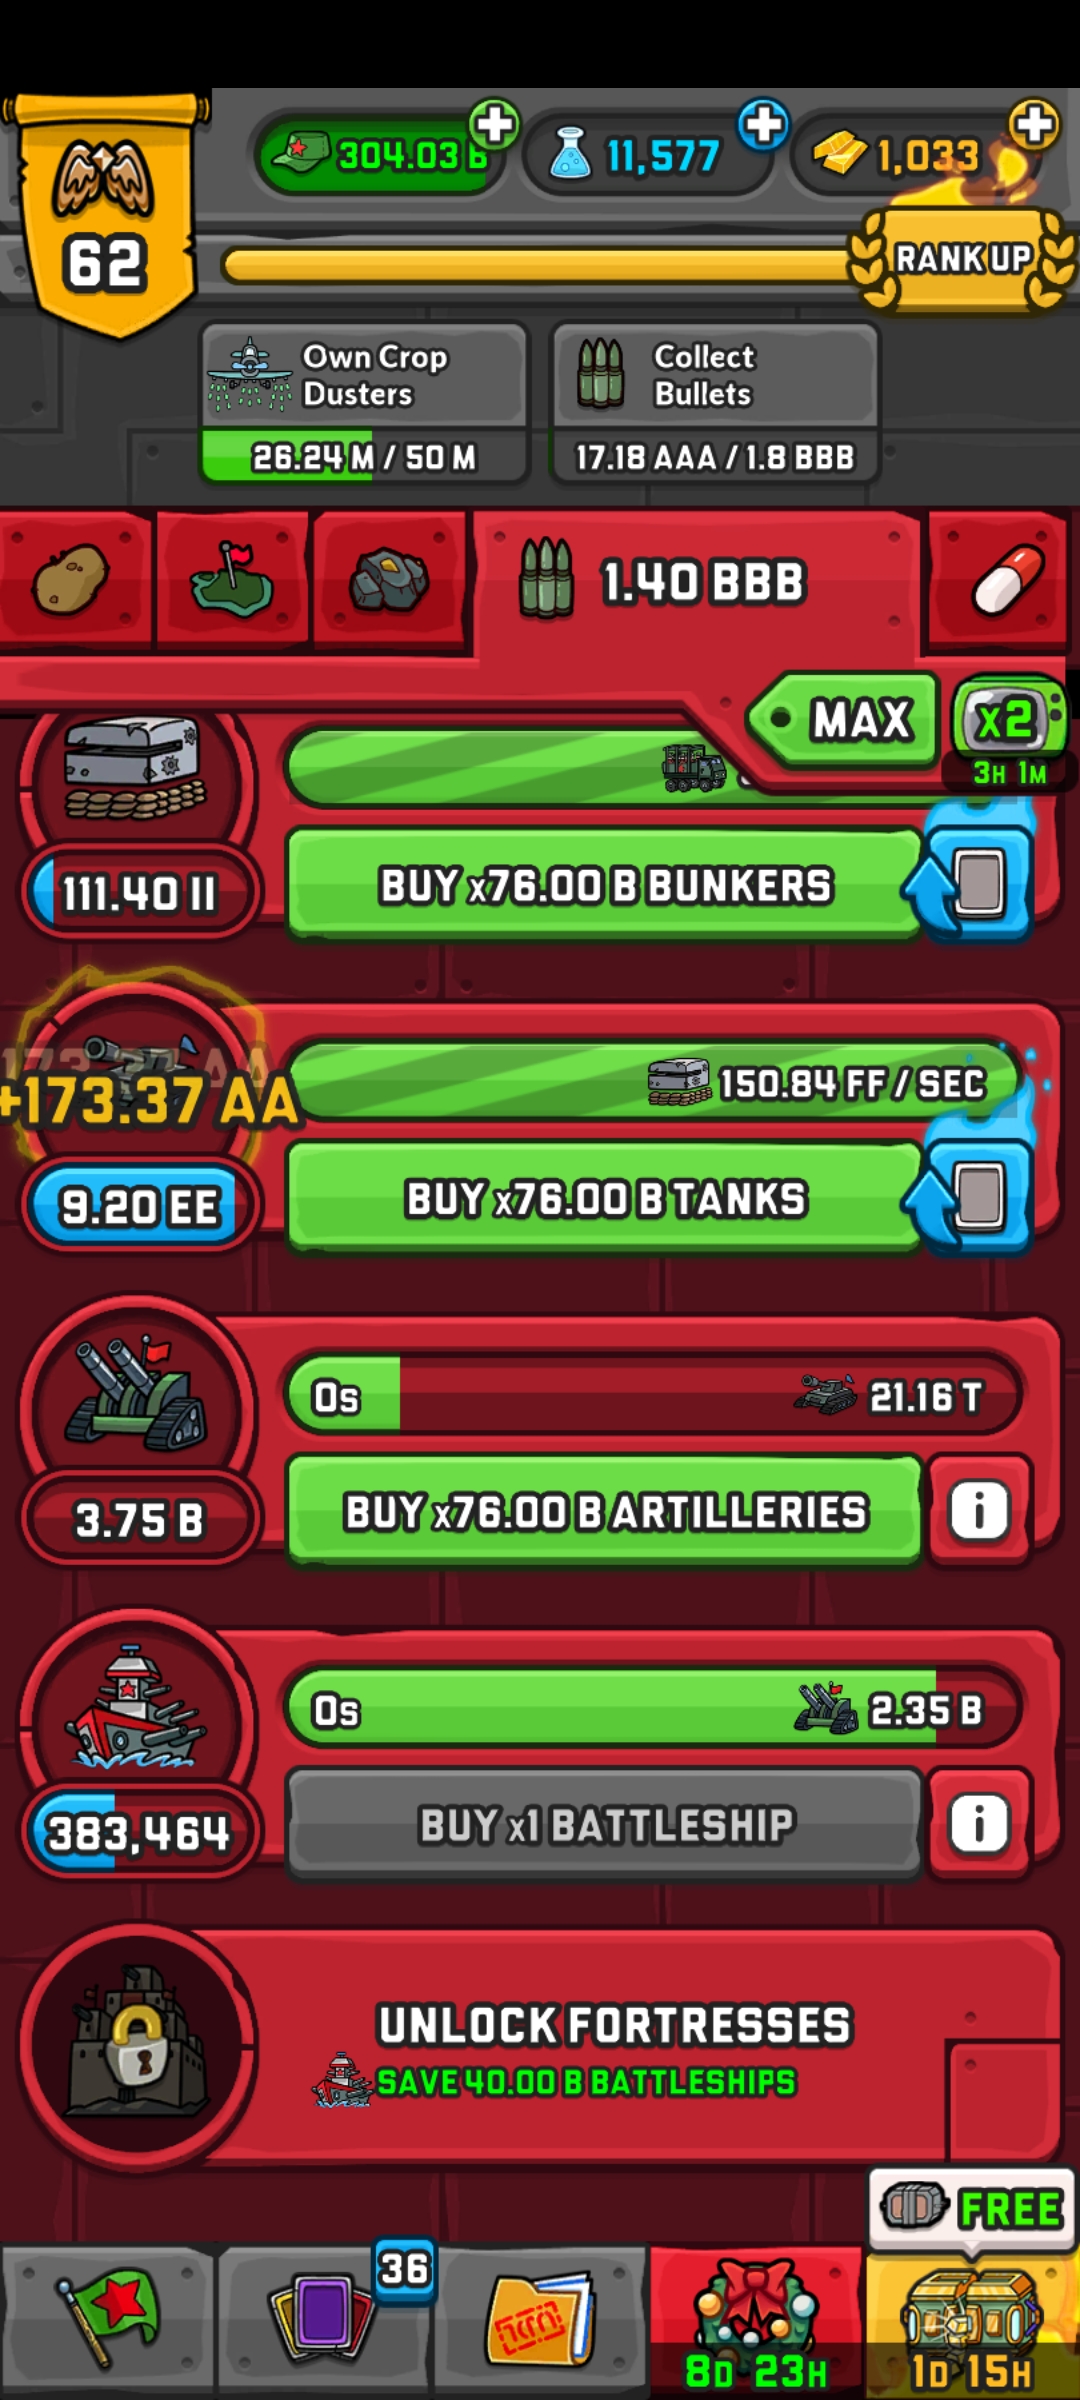 304.03 B
11,577
1,033
62
RANK UP
Own Crop
Dusters
Collect
Bullets
26.24 M / 50 M
17.18 AAA / 1.8 BBB
1.40 BBB
MAX
x2
3H 1M
111.40 II
BUY x76.00 B BUNKERS
+173.37 AA
150.84 FF / SEC
9.20 EE
BUY x76.00 B TANKS
0s
21.16 T
3.75 B
BUY x76.00 B ARTILLERIES
i
0s
2.35 B
383,464
BUY x1 BATTLESHIP
i
UNLOCK FORTRESSES
SAVE 40.00 B BATTLESHIPS
FREE
36
8D 23H
1D 15H